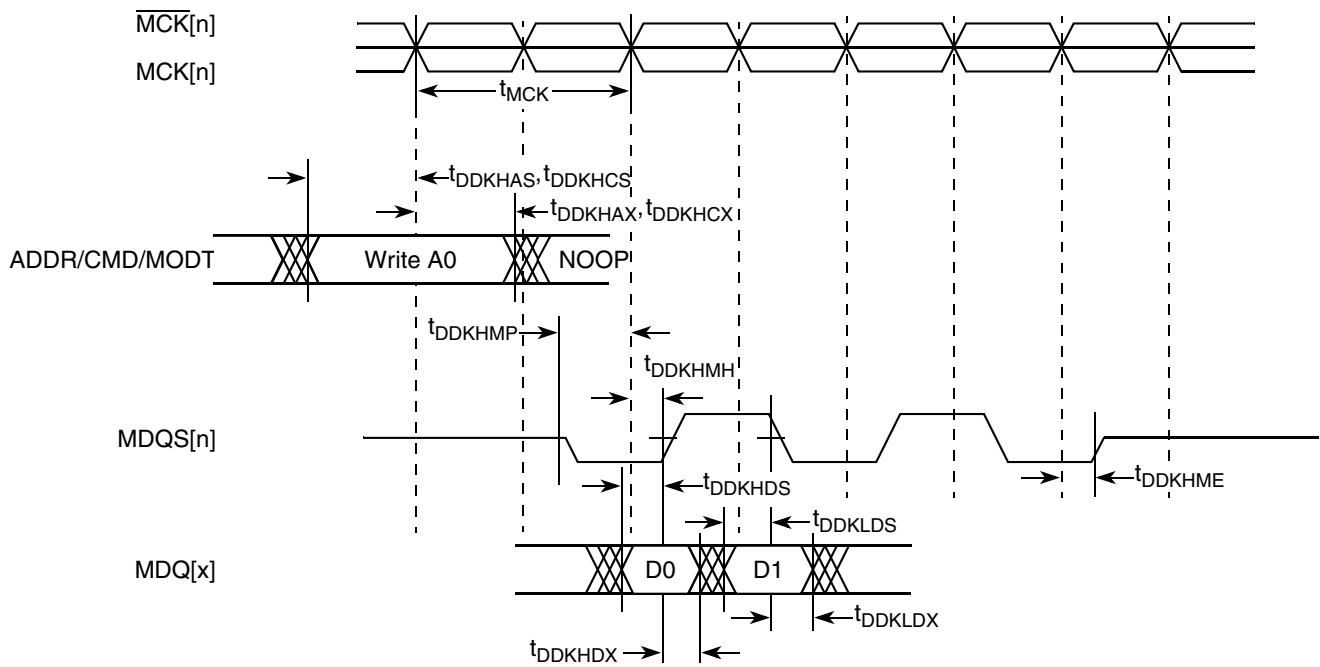 MCK[n]
MCK[n]
tMCK
tDDKHAS,tDDKHCS
tDDKHAX,tDDKHCX
ADDR/CMD/MODT Write A0 NOOP
tDDKHMP
tDDKHMH
MDQS[n]
tDDKHDS
tDDKHME
tDDKLDS
MDQ[x] D0 D1
tDDKLDX
tDDKHDX